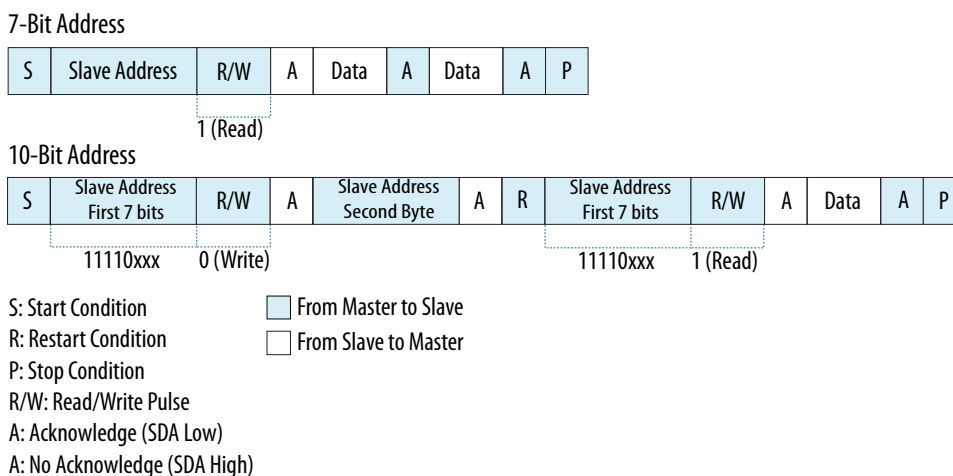 7-Bit Address
S Slave Address R/W A Data A Data A P
1 (Read)
10-Bit Address
S Slave Address First 7 bits R/W A Slave Address Second Byte A R Slave Address First 7 bits R/W A Data A P
11110xxx 0 (Write) 11110xxx 1 (Read)
S: Start Condition
R: Restart Condition
P: Stop Condition
R/W: Read/Write Pulse
A: Acknowledge (SDA Low)
A: No Acknowledge (SDA High)
From Master to Slave
From Slave to Master